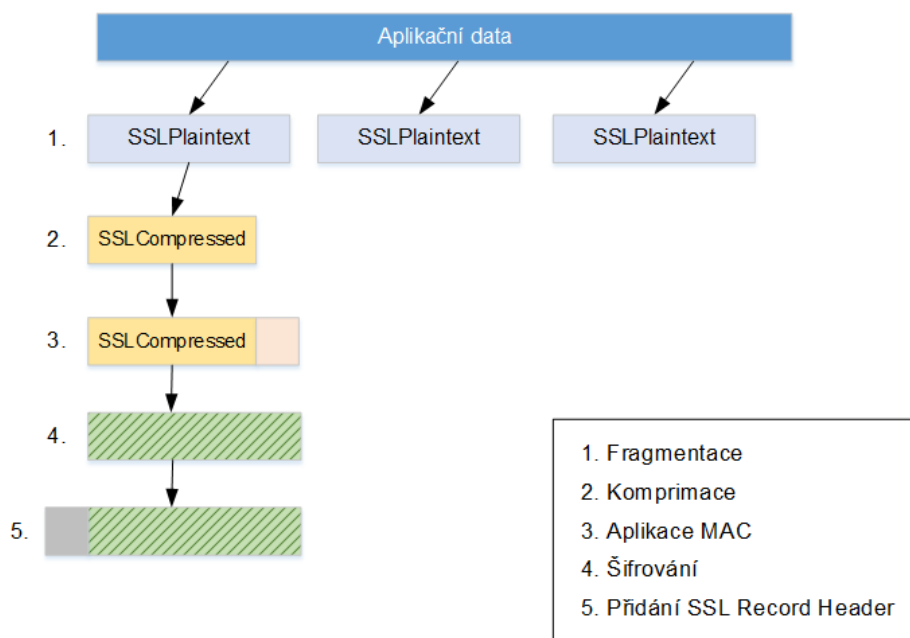 Aplikační data
1. SSLPlaintext SSLPlaintext SSLPlaintext
2. SSLCompressed
3. SSLCompressed
4.
5.
1. Fragmentace
2. Komprimace
3. Aplikace MAC
4. Šifrování
5. Přidání SSL Record Header